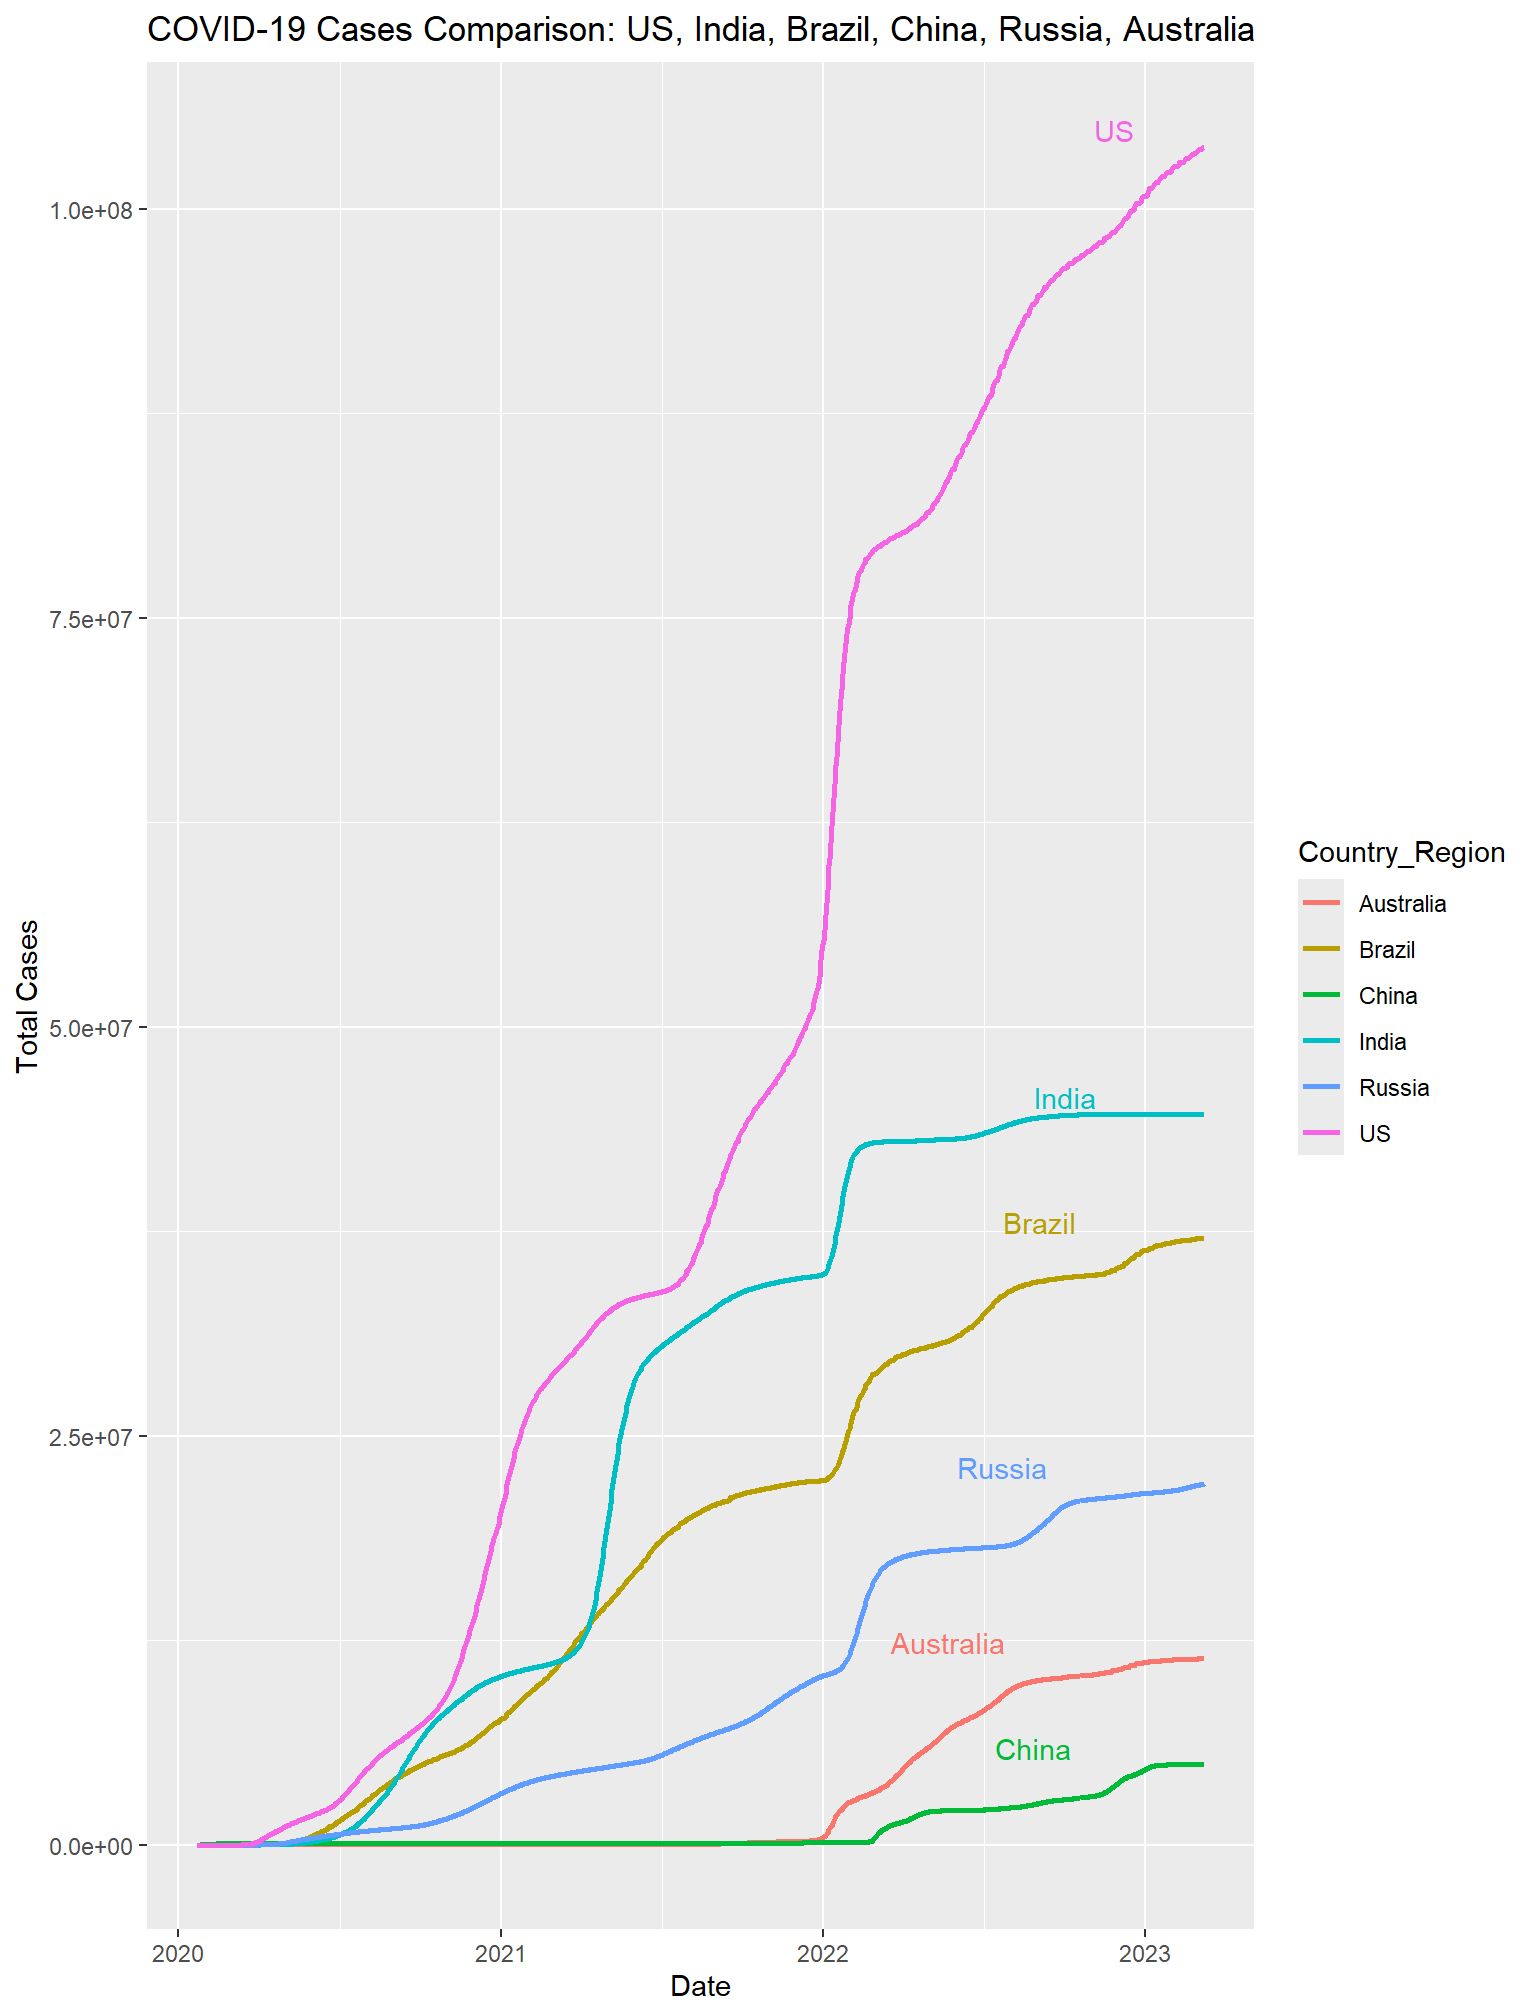 COVID-19 Cases Comparison: US, India, Brazil, China, Russia, Australia
US
1.0e+08
7.5e+07
Total Cases
5.0e+07
India
Brazil
2.5e+07
Russia
Australia
China
0.0e+00
2020 2021 2022 2023
Date
Country_Region
Australia
Brazil
China
India
Russia
US